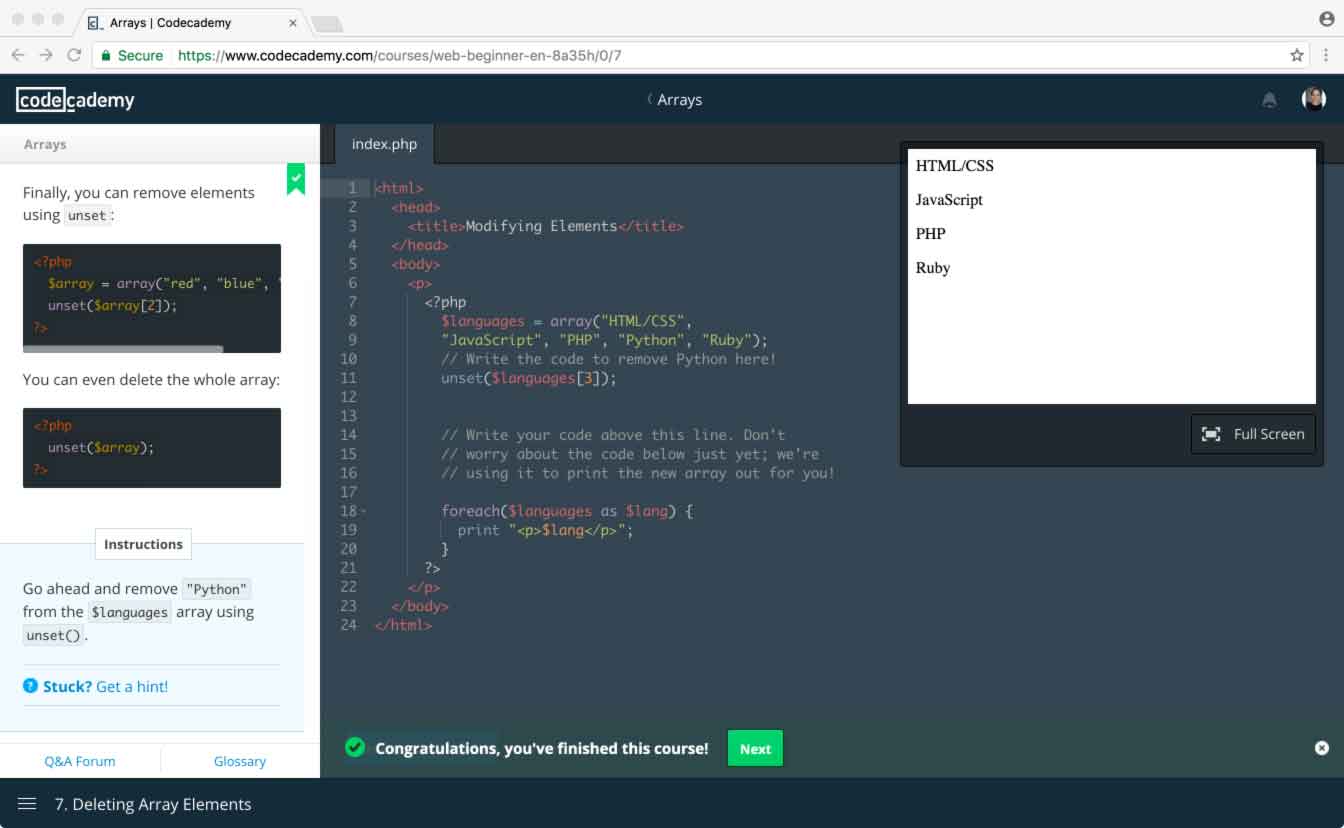 Arrays | Codecademy
Secure https://www.codecademy.com/courses/web-beginner-en-8a35h/0/7
codecademy
Arrays
Arrays
Finally, you can remove elements
using unset:
<?php
$array = array("red", "blue", "
unset($array[2]);
?>
You can even delete the whole array:
<?php
unset($array);
?>
Instructions
Go ahead and remove "Python"
from the $languages array using
unset().
Stuck? Get a hint!
Q&A Forum
Glossary
index.php
1 <html>
2 <head>
3 <title>Modifying Elements</title>
4 </head>
5 <body>
6 <p>
7 <?php
8 $languages = array("HTML/CSS",
9 "JavaScript", "PHP", "Python", "Ruby");
10 // Write the code to remove Python here!
11 unset($languages[3]);
12
13
14 // Write your code above this line. Don't
15 // worry about the code below just yet; we're
16 // using it to print the new array out for you!
17
18 foreach($languages as $lang) {
19 print "<p>$lang</p>";
20 }
21 ?>
22 </p>
23 </body>
24 </html>
HTML/CSS
JavaScript
PHP
Ruby
Full Screen
Congratulations, you've finished this course!
Next
7. Deleting Array Elements